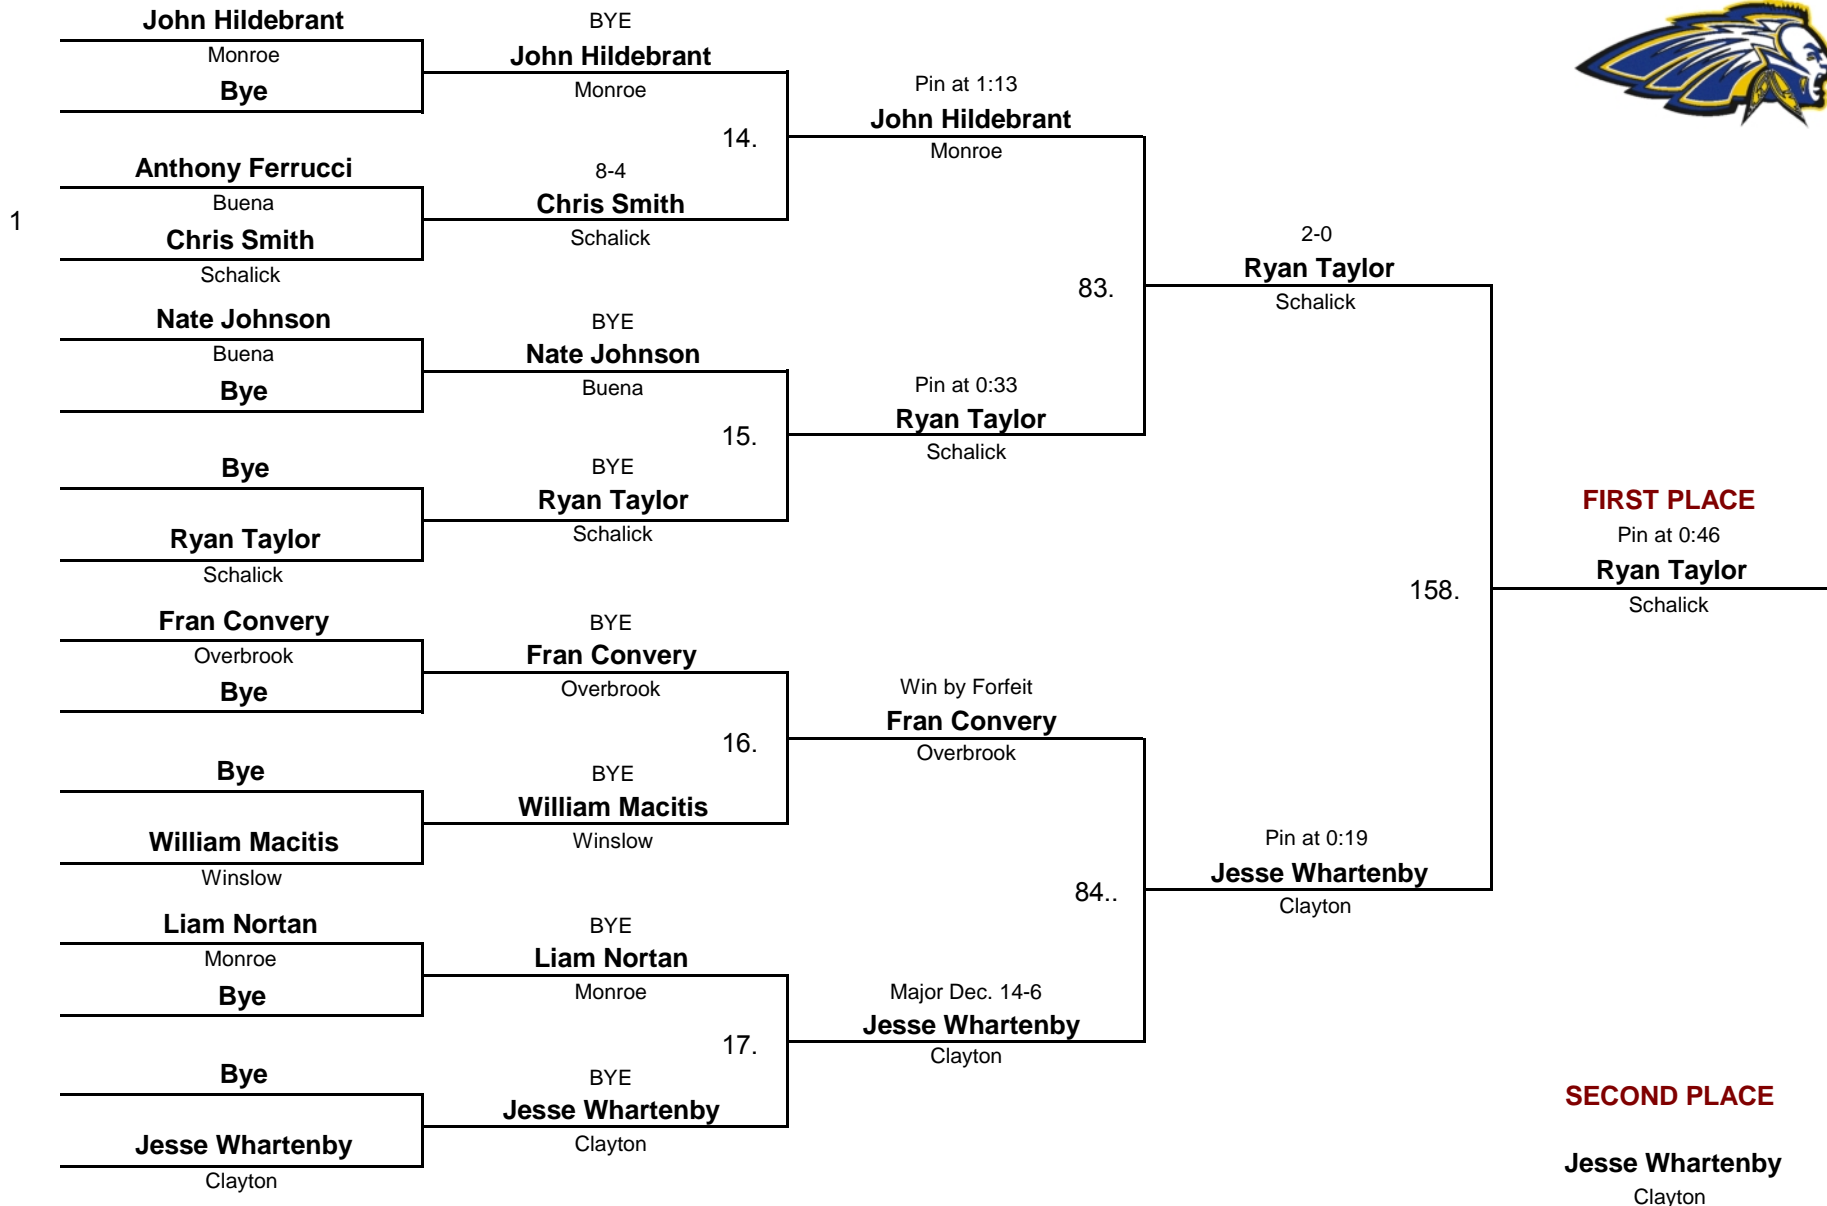 John Hildebrant
Monroe
Bye
1
Anthony Ferrucci
Buena
Chris Smith
Schalick
Nate Johnson
Buena
Bye
Bye
Ryan Taylor
Schalick
Fran Convery
Overbrook
Bye
Bye
William Macitis
Winslow
Liam Nortan
Monroe
Bye
Bye
Jesse Whartenby
Clayton
BYE
John Hildebrant
Monroe
14.
8-4
Chris Smith
Schalick
BYE
Nate Johnson
Buena
15.
BYE
Ryan Taylor
Schalick
BYE
Fran Convery
Overbrook
16.
BYE
William Macitis
Winslow
BYE
Liam Nortan
Monroe
17.
BYE
Jesse Whartenby
Clayton
Pin at 1:13
John Hildebrant
Monroe
83.
Pin at 0:33
Ryan Taylor
Schalick
Win by Forfeit
Fran Convery
Overbrook
84..
Major Dec. 14-6
Jesse Whartenby
Clayton
2-0
Ryan Taylor
Schalick
158.
Pin at 0:19
Jesse Whartenby
Clayton
FIRST PLACE
Pin at 0:46
Ryan Taylor
Schalick
SECOND PLACE
Jesse Whartenby
Clayton